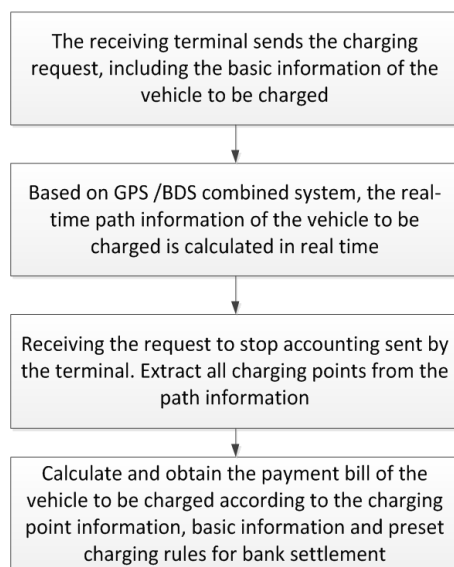 The receiving terminal sends the charging
request, including the basic information of the
vehicle to be charged
Based on GPS /BDS combined system, the real-
time path information of the vehicle to be
charged is calculated in real time
Receiving the request to stop accounting sent by
the terminal. Extract all charging points from the
path information
Calculate and obtain the payment bill of the
vehicle to be charged according to the charging
point information, basic information and preset
charging rules for bank settlement